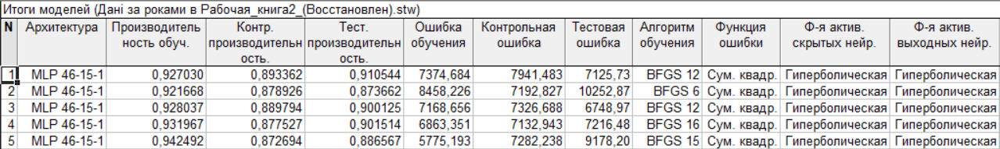 Итоги моделей (Дані за роками в Рабочая_книга2_(Восстановлен).stw)
N Архитектура Производитель Контр. Тест. Ошибка Контрольная Тестовая Алгоритм Функция Ф-я актив. Ф-я актив.
ность обуч. производительн производительн обучения ошибка ошибка обучения ошибки скрытых нейр. выходных нейр.
ость. ость.
1 MLP 46-15-1 0,927030 0,893362 0,910544 7374,684 7941,483 7125,73 BFGS 12 Сум. квадр. Гиперболическая Гиперболическая
2 MLP 46-15-1 0,921668 0,878926 0,873662 8458,226 7192,827 10252,87 BFGS 6 Сум. квадр. Гиперболическая Гиперболическая
3 MLP 46-15-1 0,928037 0,889794 0,900125 7168,656 7326,688 6748,97 BFGS 12 Сум. квадр. Гиперболическая Гиперболическая
4 MLP 46-15-1 0,931967 0,877527 0,901514 6863,351 7132,943 7216,48 BFGS 16 Сум. квадр. Гиперболическая Гиперболическая
5 MLP 46-15-1 0,942492 0,872694 0,886567 5775,193 7282,238 9178,20 BFGS 15 Сум. квадр. Гиперболическая Гиперболическая